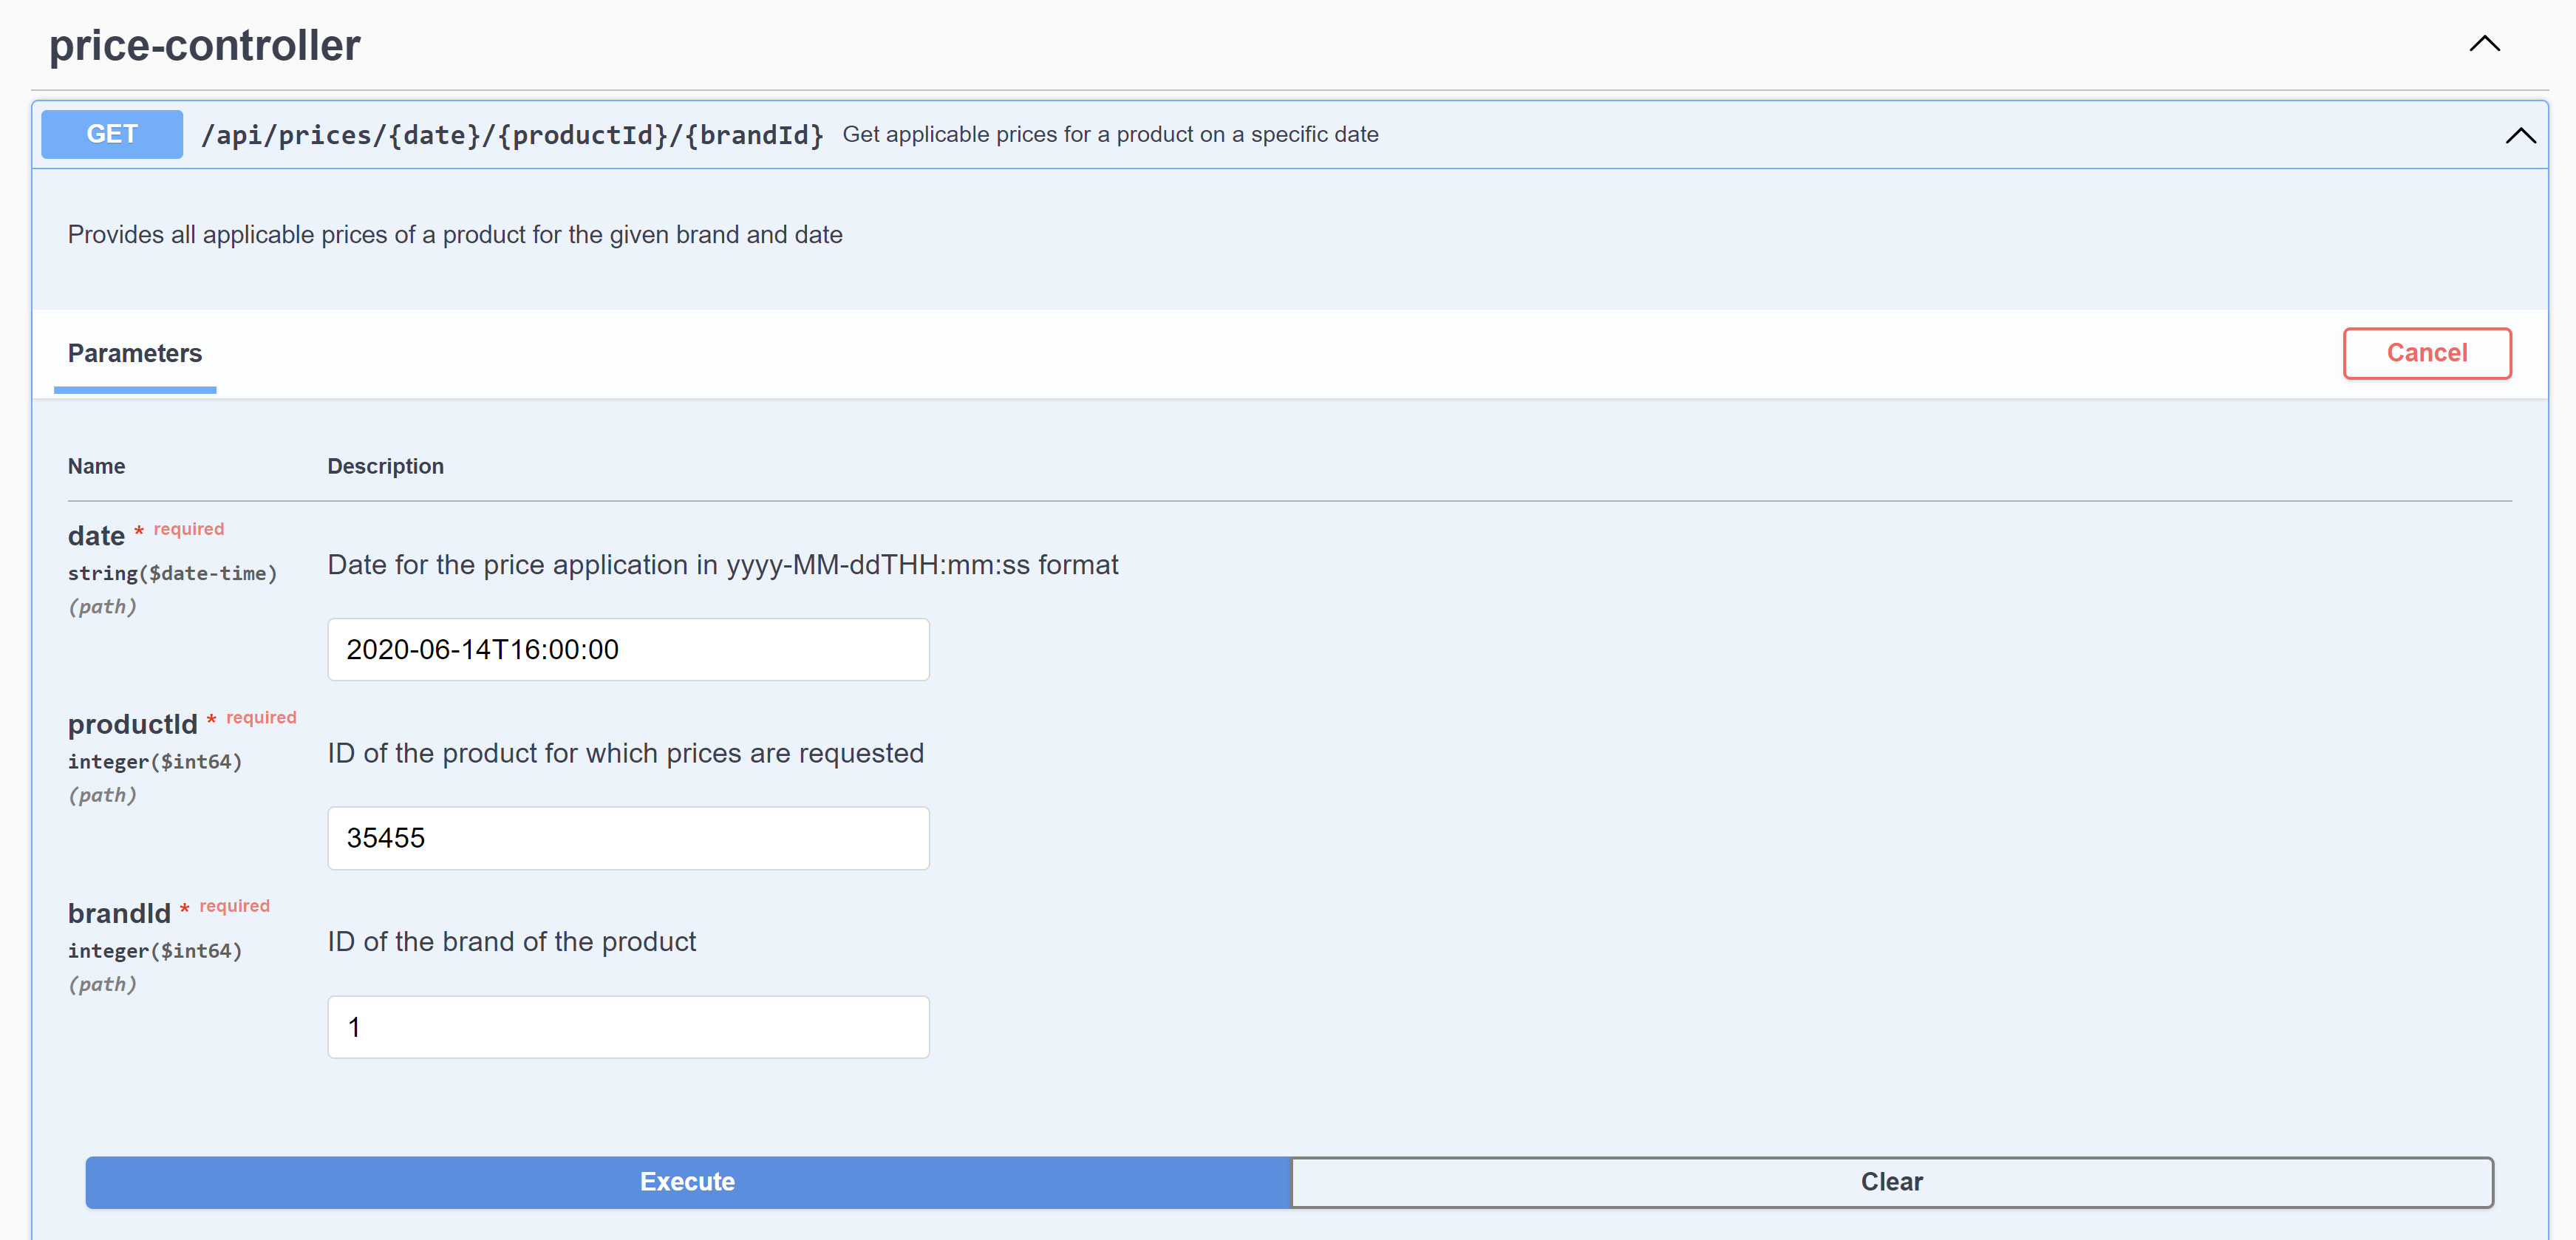 price-controller
GET /api/prices/{date}/{productId}/{brandId} Get applicable prices for a product on a specific date
Provides all applicable prices of a product for the given brand and date
Parameters Cancel
Name Description
date * required
string($date-time)
(path)
Date for the price application in yyyy-MM-ddTHH:mm:ss format
2020-06-14T16:00:00
productId * required
integer($int64)
(path)
ID of the product for which prices are requested
35455
brandId * required
integer($int64)
(path)
ID of the brand of the product
1
Execute Clear